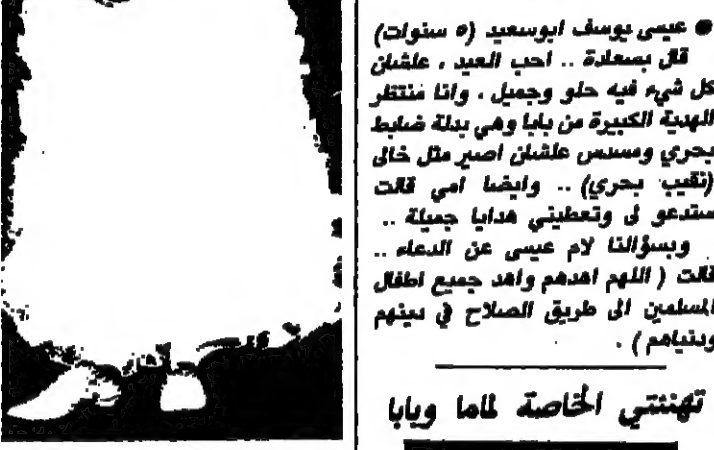 ● عيسى يوسف ابوسعيد (٥ سنوات)
قال بسعادة .. احب العيد ، علشان
كل شيء فيه حلو وجميل ، وانا منتظر
الهدية الكبيرة من بابا وهي بدلة ضابط
بحري ومسدس علشان اصير مثل خالى
(نقيب بحري) .. وايضا امي قالت
ستدعو لى وتعطيني هدايا جميلة ..
وبسؤالنا لام عيسى عن الدعاء ..
قالت ( اللهم اهدهم واهد جميع اطفال
المسلمين الى طريق الصلاح في دينهم
ودنياهم ) .
تهنئتي الخاصة لماما وبابا